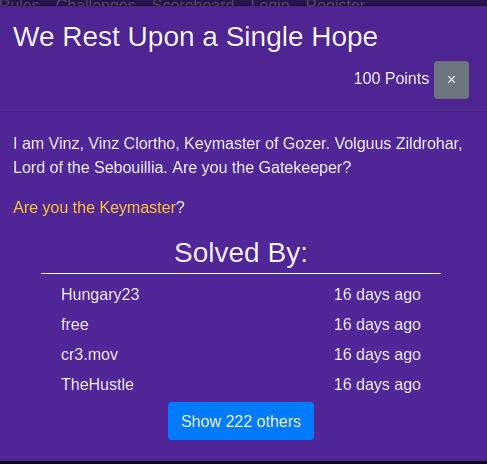 Rules Challenges Scoreboard Login Register
We Rest Upon a Single Hope
100 Points ×
I am Vinz, Vinz Clortho, Keymaster of Gozer. Volguus Zildrohar,
Lord of the Sebouillia. Are you the Gatekeeper?
Are you the Keymaster?
Solved By:
Hungary23 16 days ago
free 16 days ago
cr3.mov 16 days ago
TheHustle 16 days ago
Show 222 others